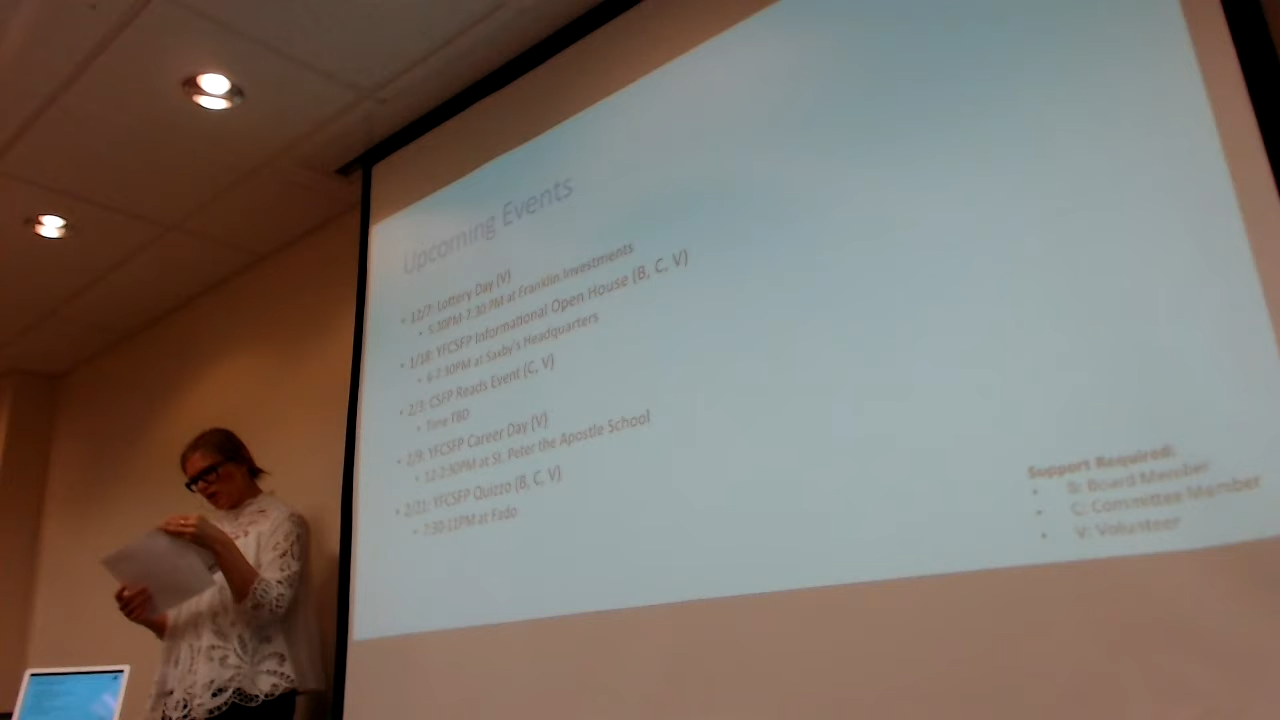 Upcoming Events
• 12/7: Lottery Day (V)
• 5:30PM-7:30 PM at Franklin Investments
• 1/18: YFCSFP Informational Open House (B, C, V)
• 6-7:30PM at Saxby's Headquarters
• 2/3: CSFP Reads Event (C, V)
• Time TBD
• 2/9: YFCSFP Career Day (V)
• 12-2:30PM at St. Peter the Apostle School
• 2/21: YFCSFP Quizzo (B, C, V)
• 7:30-11PM at Fado
Support Required:
• B: Board Member
• C: Committee Member
• V: Volunteer